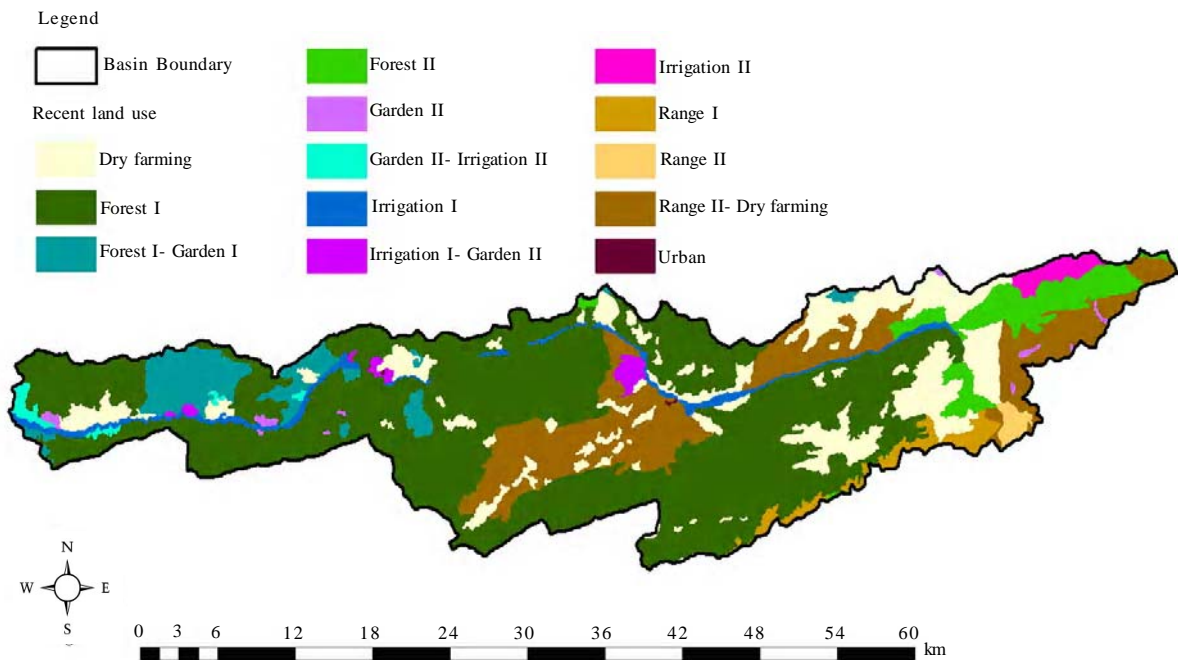 Legend
Basin Boundary
Recent land use
Dry farming
Forest I
Forest I- Garden I
Forest II
Garden II
Garden II- Irrigation II
Irrigation I
Irrigation I- Garden II
Irrigation II
Range I
Range II
Range II- Dry farming
Urban
N
W E
S
0 3 6 12 18 24 30 36 42 48 54 60
km